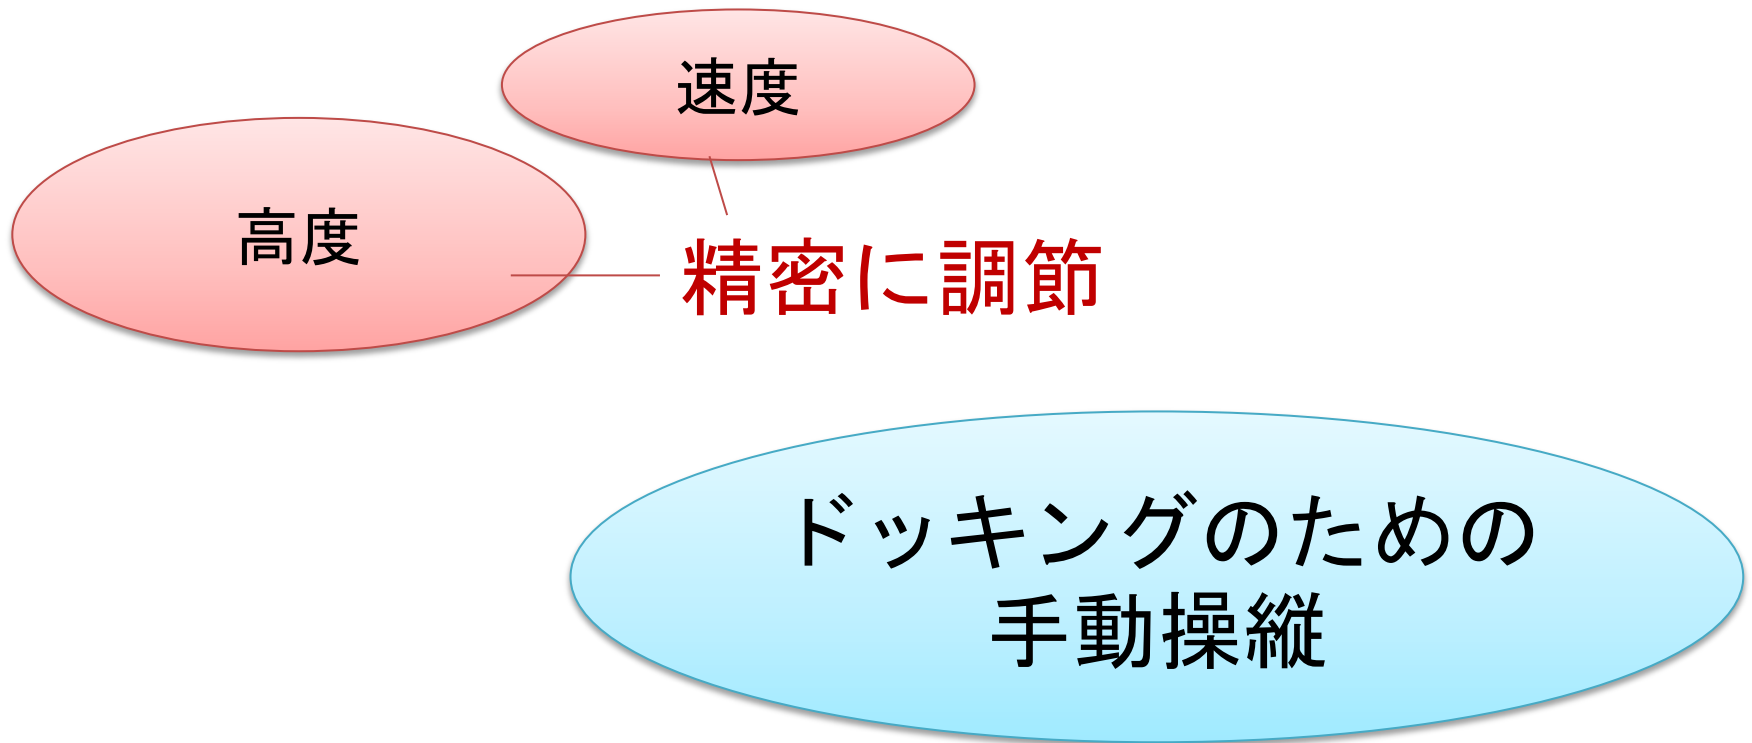 速度
高度
精密に調節
ドッキングのための
手動操縦